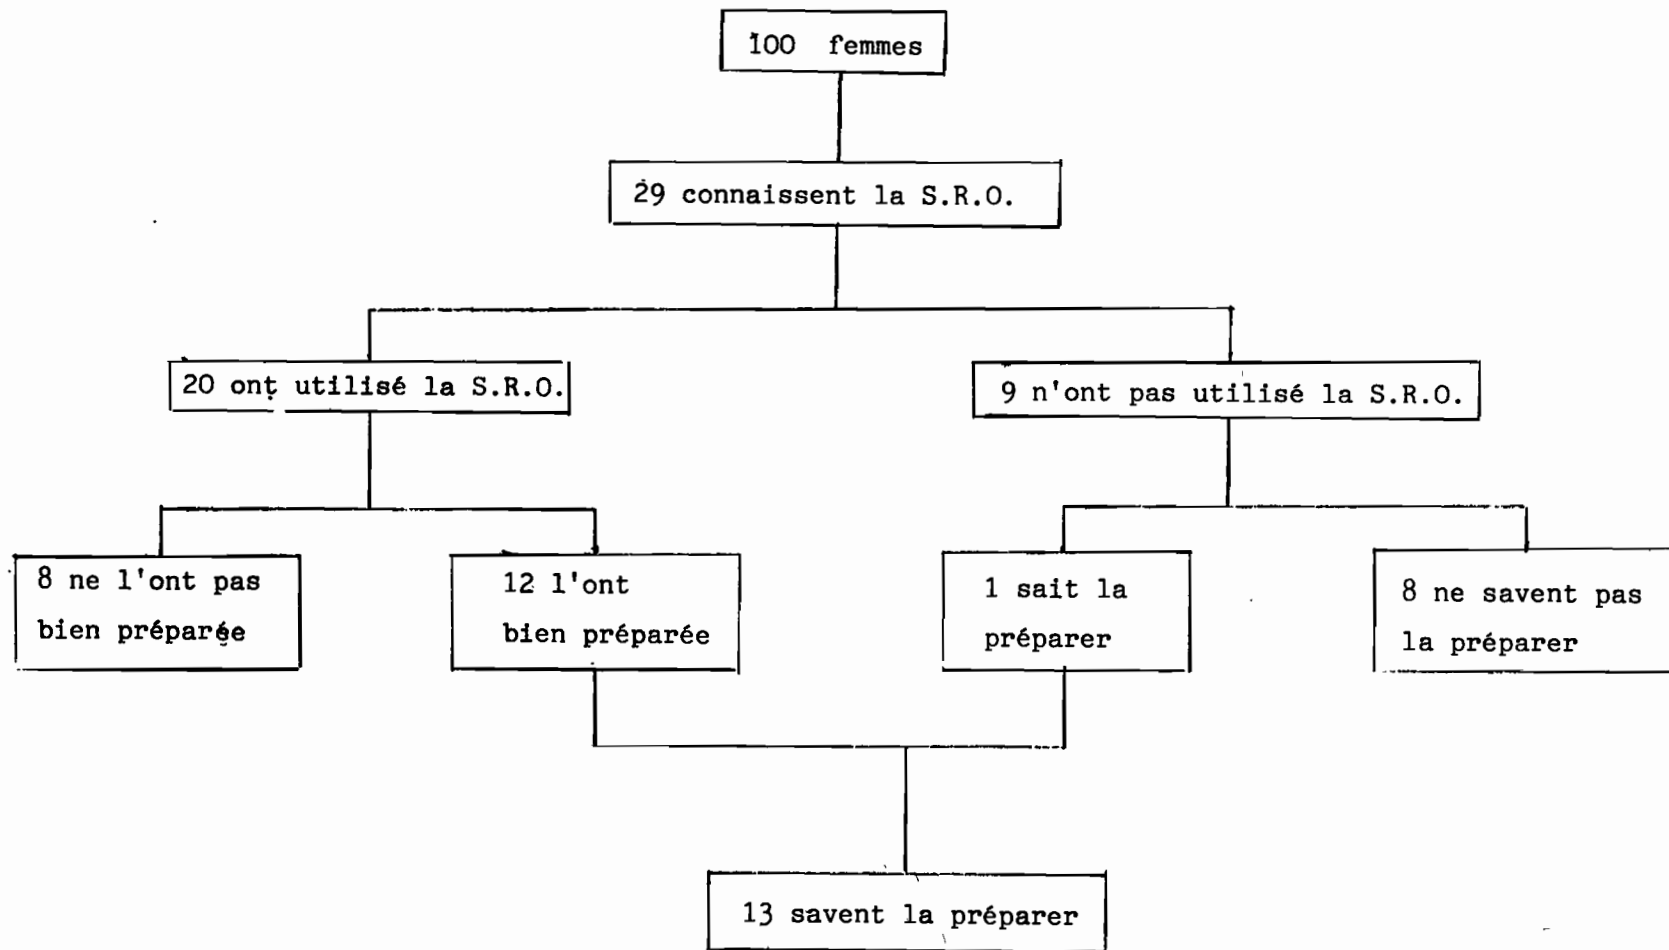 100 femmes
29 connaissent la S.R.O.
20 ont utilisé la S.R.O.
9 n'ont pas utilisé la S.R.O.
8 ne l'ont pas
bien préparée
12 l'ont
bien préparée
1 sait la
préparer
8 ne savent pas
la préparer
13 savent la préparer